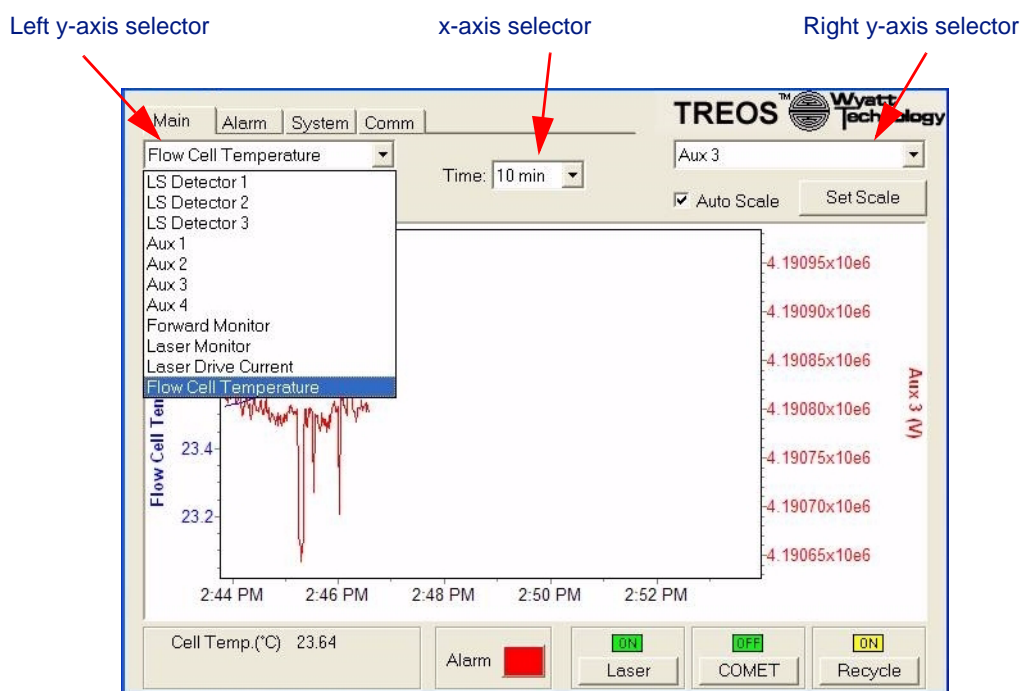 Left y-axis selector
x-axis selector
Right y-axis selector
Main
Alarm
System
Comm
TREOS™
Wyatt
Technology
Flow Cell Temperature
Time: 10 min
Aux 3
Auto Scale
Set Scale
LS Detector 1
LS Detector 2
LS Detector 3
Aux 1
Aux 2
Aux 3
Aux 4
Forward Monitor
Laser Monitor
Laser Drive Current
Flow Cell Temperature
Flow Cell Ten
23.4
23.2
4.19095x10e6
4.19090x10e6
4.19085x10e6
4.19080x10e6
4.19075x10e6
4.19070x10e6
4.19065x10e6
Aux 3 (V)
2:44 PM
2:46 PM
2:48 PM
2:50 PM
2:52 PM
Cell Temp.(°C) 23.64
Alarm
ON
Laser
OFF
COMET
ON
Recycle